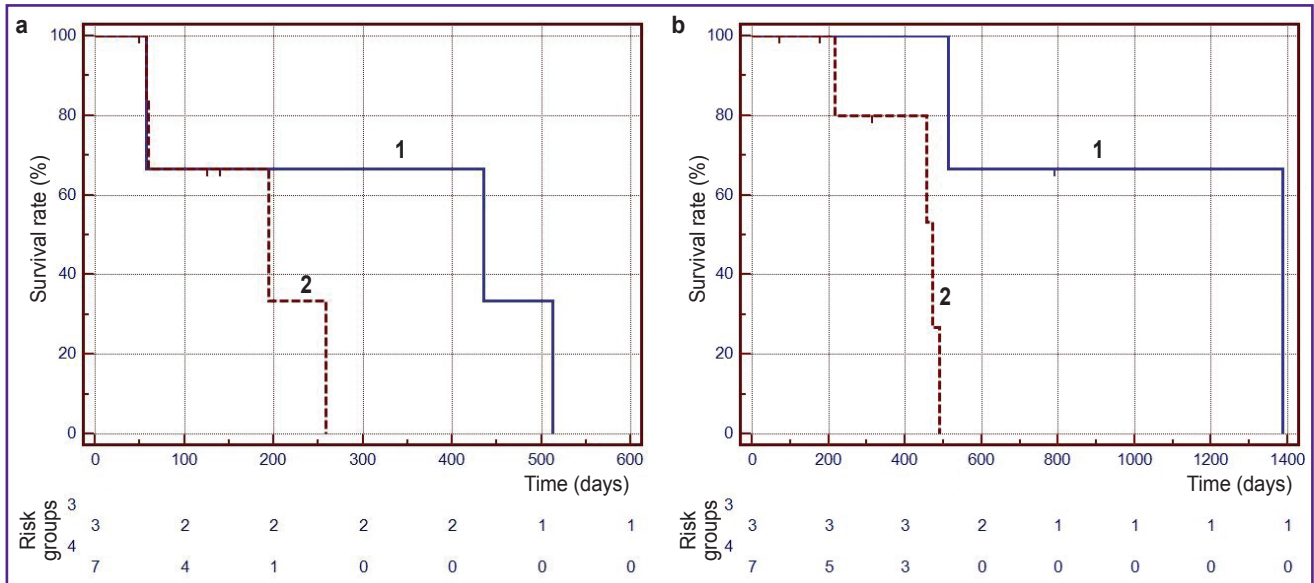 a
100
80
60
40
20
0
Survival rate (%)
1
2
0 100 200 300 400 500 600
Time (days)
Risk groups
3
3 2 2 2 2 1 1
4
7 4 1 0 0 0 0
b
100
80
60
40
20
0
Survival rate (%)
1
2
0 200 400 600 800 1000 1200 1400
Time (days)
Risk groups
3
3 3 3 2 1 1 1 1
4
7 5 3 0 0 0 0 0